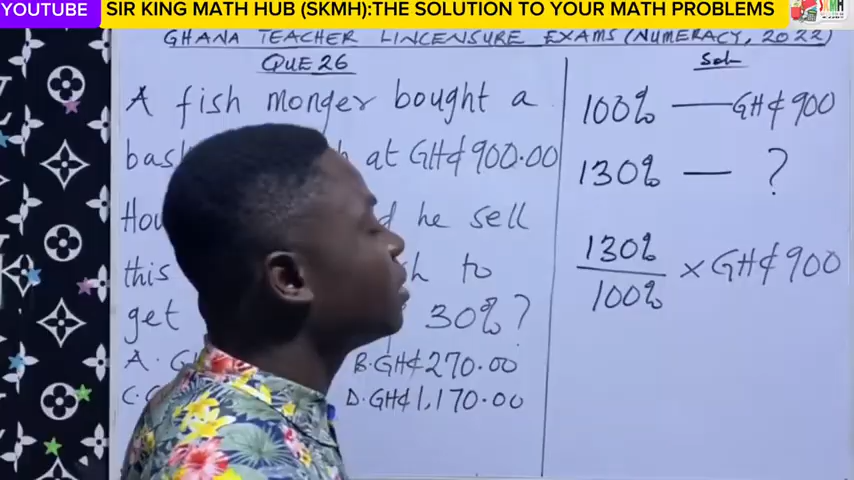 YOUTUBE SIR KING MATH HUB (SKMH):THE SOLUTION TO YOUR MATH PROBLEMS
SKMH
GHANA TEACHER LINCENSURE EXAMS (NUMERACY, 2022)
QUE 26
A fish monger bought a
at GH¢900.00
he sell
this to
get 30%?
A. B. GH¢270.00
C. D. GH¢1,170.00
Soln
100% — GH¢900
130% — ?
130%
100%
× GH¢900